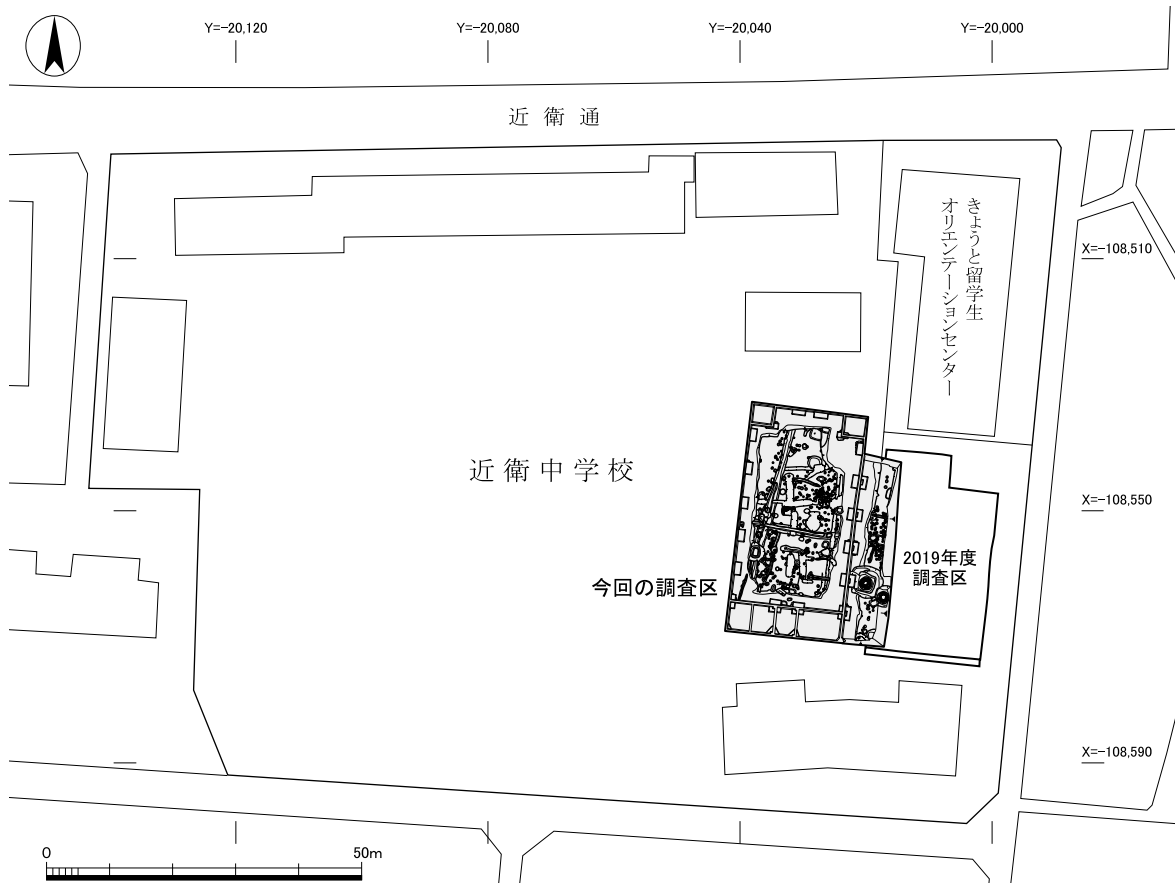 Y=-20,120
Y=-20,080
Y=-20,040
Y=-20,000
近衛通
きょうと留学生
オリエンテーションセンター
X=-108,510
近衛中学校
X=-108,550
2019年度
調査区
今回の調査区
X=-108,590
0
50m